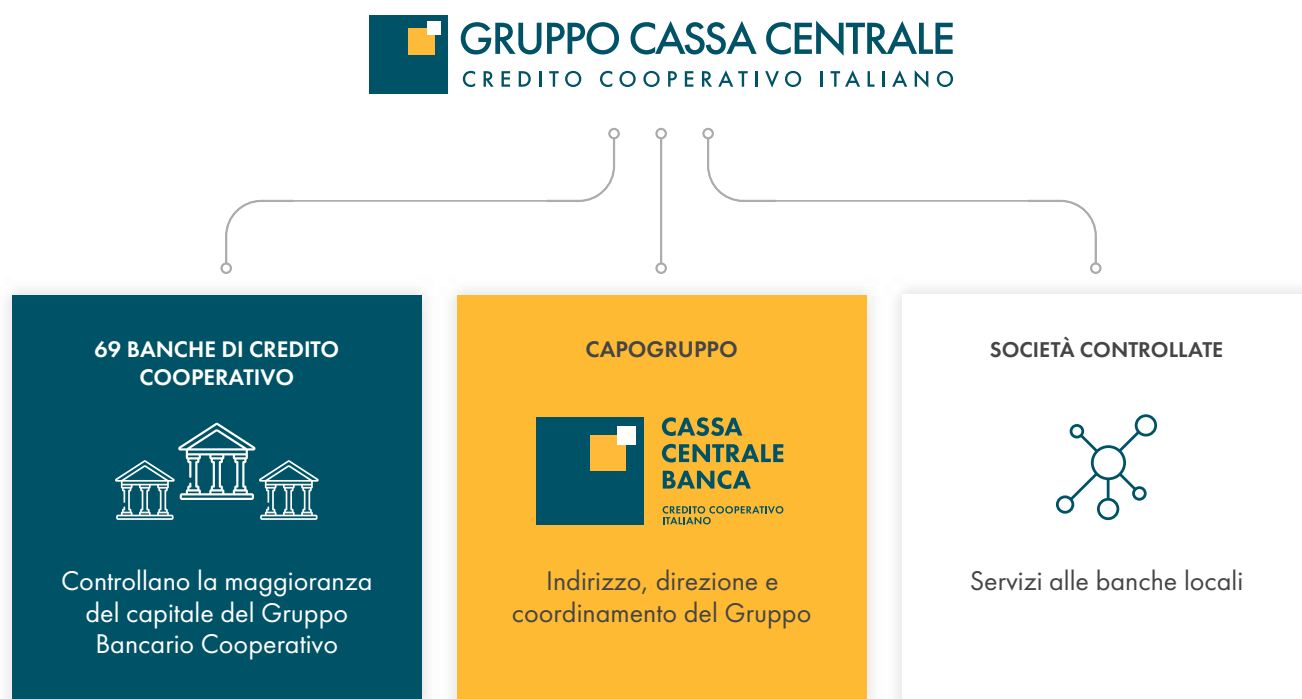 GRUPPO CASSA CENTRALE
CREDITO COOPERATIVO ITALIANO
69 BANCHE DI CREDITO
COOPERATIVO
Controllano la maggioranza
del capitale del Gruppo
Bancario Cooperativo
CAPOGRUPPO
CASSA
CENTRALE
BANCA
CREDITO COOPERATIVO
ITALIANO
Indirizzo, direzione e
coordinamento del Gruppo
SOCIETÀ CONTROLLATE
Servizi alle banche locali